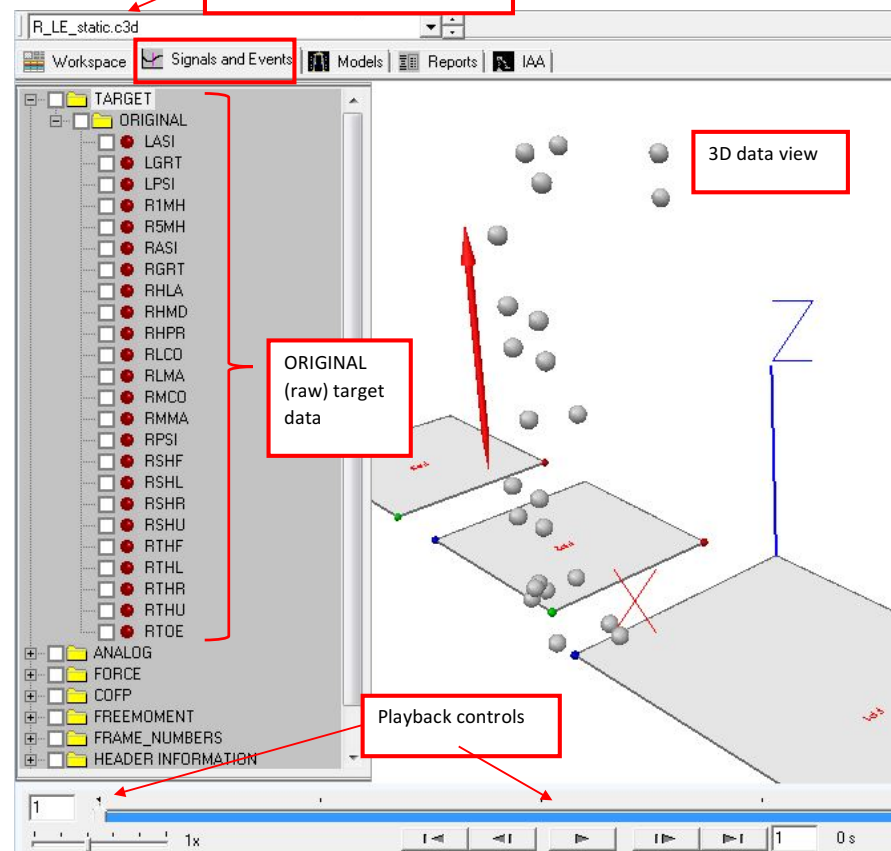 R_LE_static.c3d
Workspace Signals and Events Models Reports IAA
TARGET
ORIGINAL
LASI
LGRT
LPSI
R1MH
R5MH
RASI
RGRT
RHLA
RHMD
RHPR
RLCO
RLMA
RMCO
RMMA
RPSI
RSHF
RSHL
RSHR
RSHU
RTHF
RTHL
RTHR
RTHU
RTOE
ANALOG
FORCE
COFP
FREEMOMENT
FRAME_NUMBERS
HEADER INFORMATION
ORIGINAL
(raw) target
data
3D data view
Z
X
FP2
FP1
Playback controls
1
1x
1 0 s